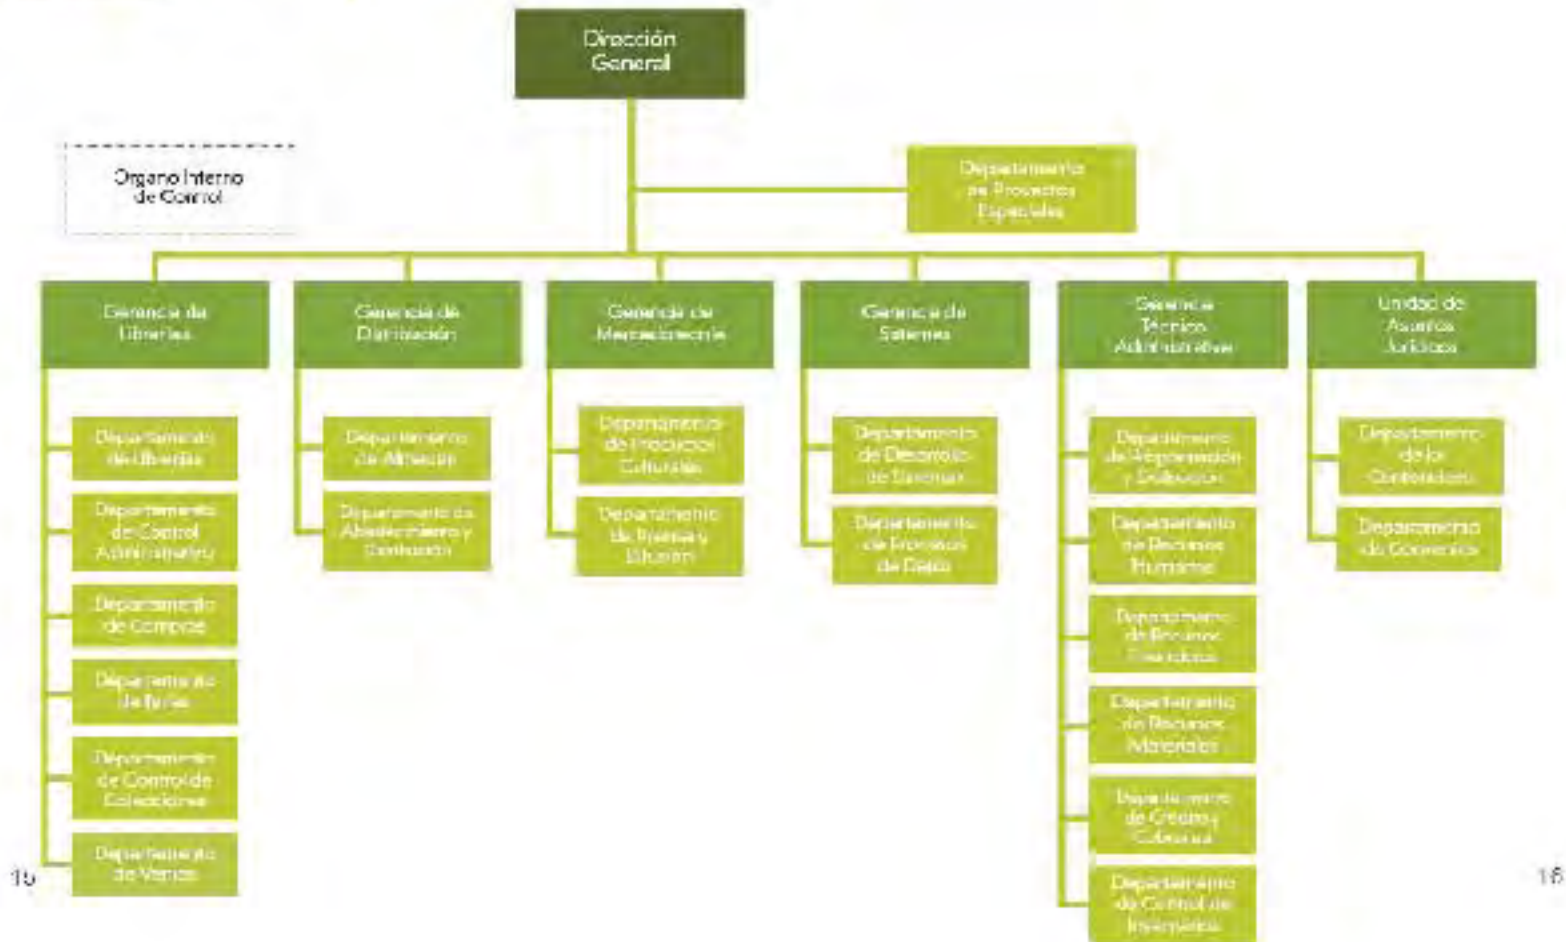 Dirección
General
Organo Interno
de Control
Departamento
de Proyectos
Especiales
Gerencia de
Librerías
Gerencia de
Distribución
Gerencia de
Mercadotecnia
Gerencia de
Sistemas
Gerencia
Técnico
Administrativa
Unidad de
Asuntos
Jurídicos
Departamento
de Librerías
Departamento
de Control
Administrativo
Departamento
de Compras
Departamento
de
Departamento
de Control de
Colecciones
Departamento
de Ventas
Departamento
de Almacén
Departamento de
Abastecimiento y
Distribución
Departamento
de Productos
Culturales
Departamento
de Prensa y
Difusión
Departamento
de Desarrollo
de Sistemas
Departamento
de Procesos
de Datos
Departamento
de Programación
y
Departamento
de Recursos
Humanos
Departamento
de Recursos
Financieros
Departamento
de Recursos
Materiales
Departamento
de Crédito y
Cobranza
Departamento
de Control de
Inventarios
Departamento
de lo
Contencioso
Departamento
de Convenios
15
16